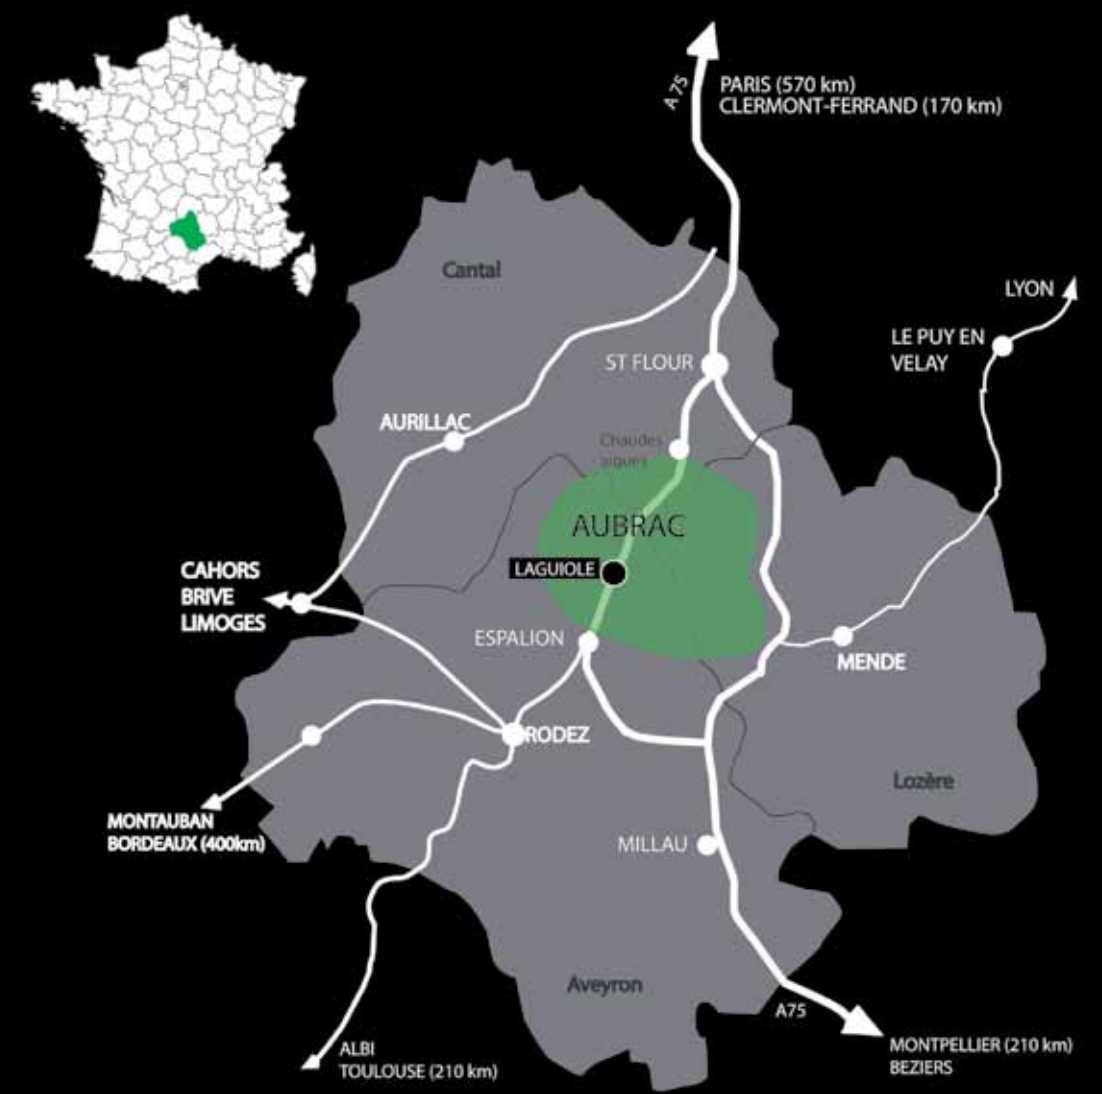 A 75
PARIS (570 km)
CLERMONT-FERRAND (170 km)
Cantal
LYON
LE PUY EN
VELAY
ST FLOUR
AURILLAC
Chaudes
aigues
AUBRAC
LAGUIOLE
CAHORS
BRIVE
LIMOGES
ESPALION
MENDE
RODEZ
Lozère
MONTAUBAN
BORDEAUX (400km)
MILLAU
Aveyron
A75
ALBI
TOULOUSE (210 km)
MONTPELLIER (210 km)
BEZIERS